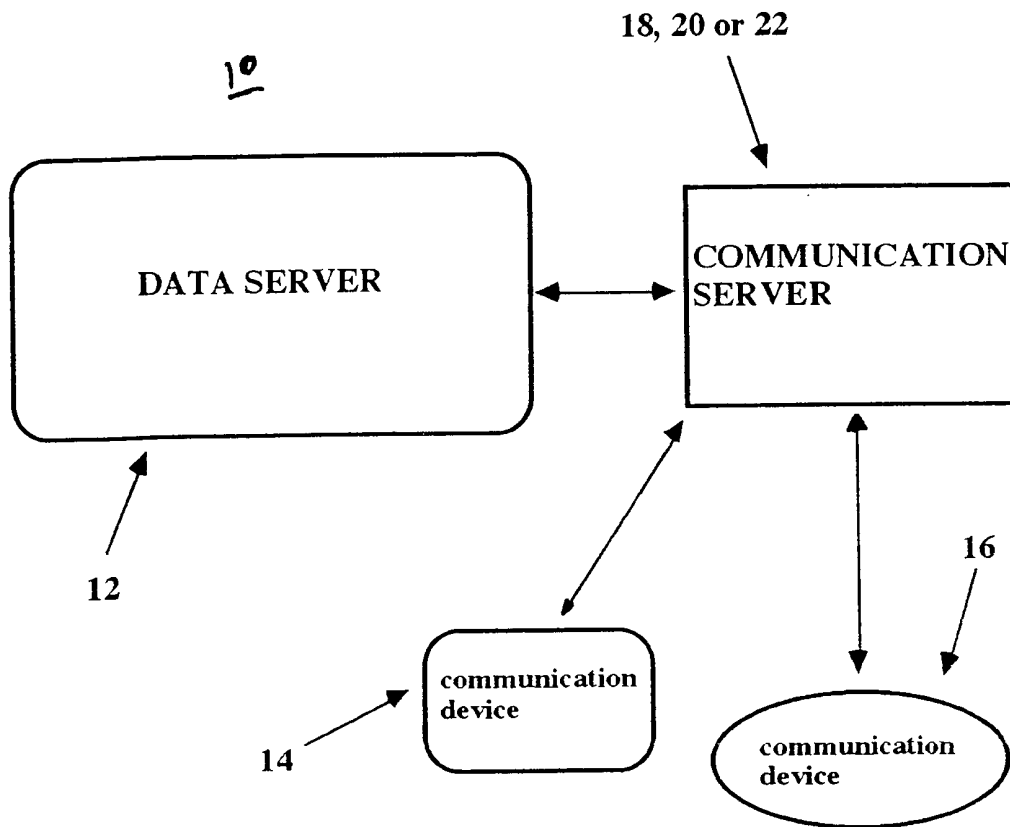 18, 20 or 22
10
DATA SERVER
COMMUNICATION
SERVER
12
16
communication
device
14
communication
device